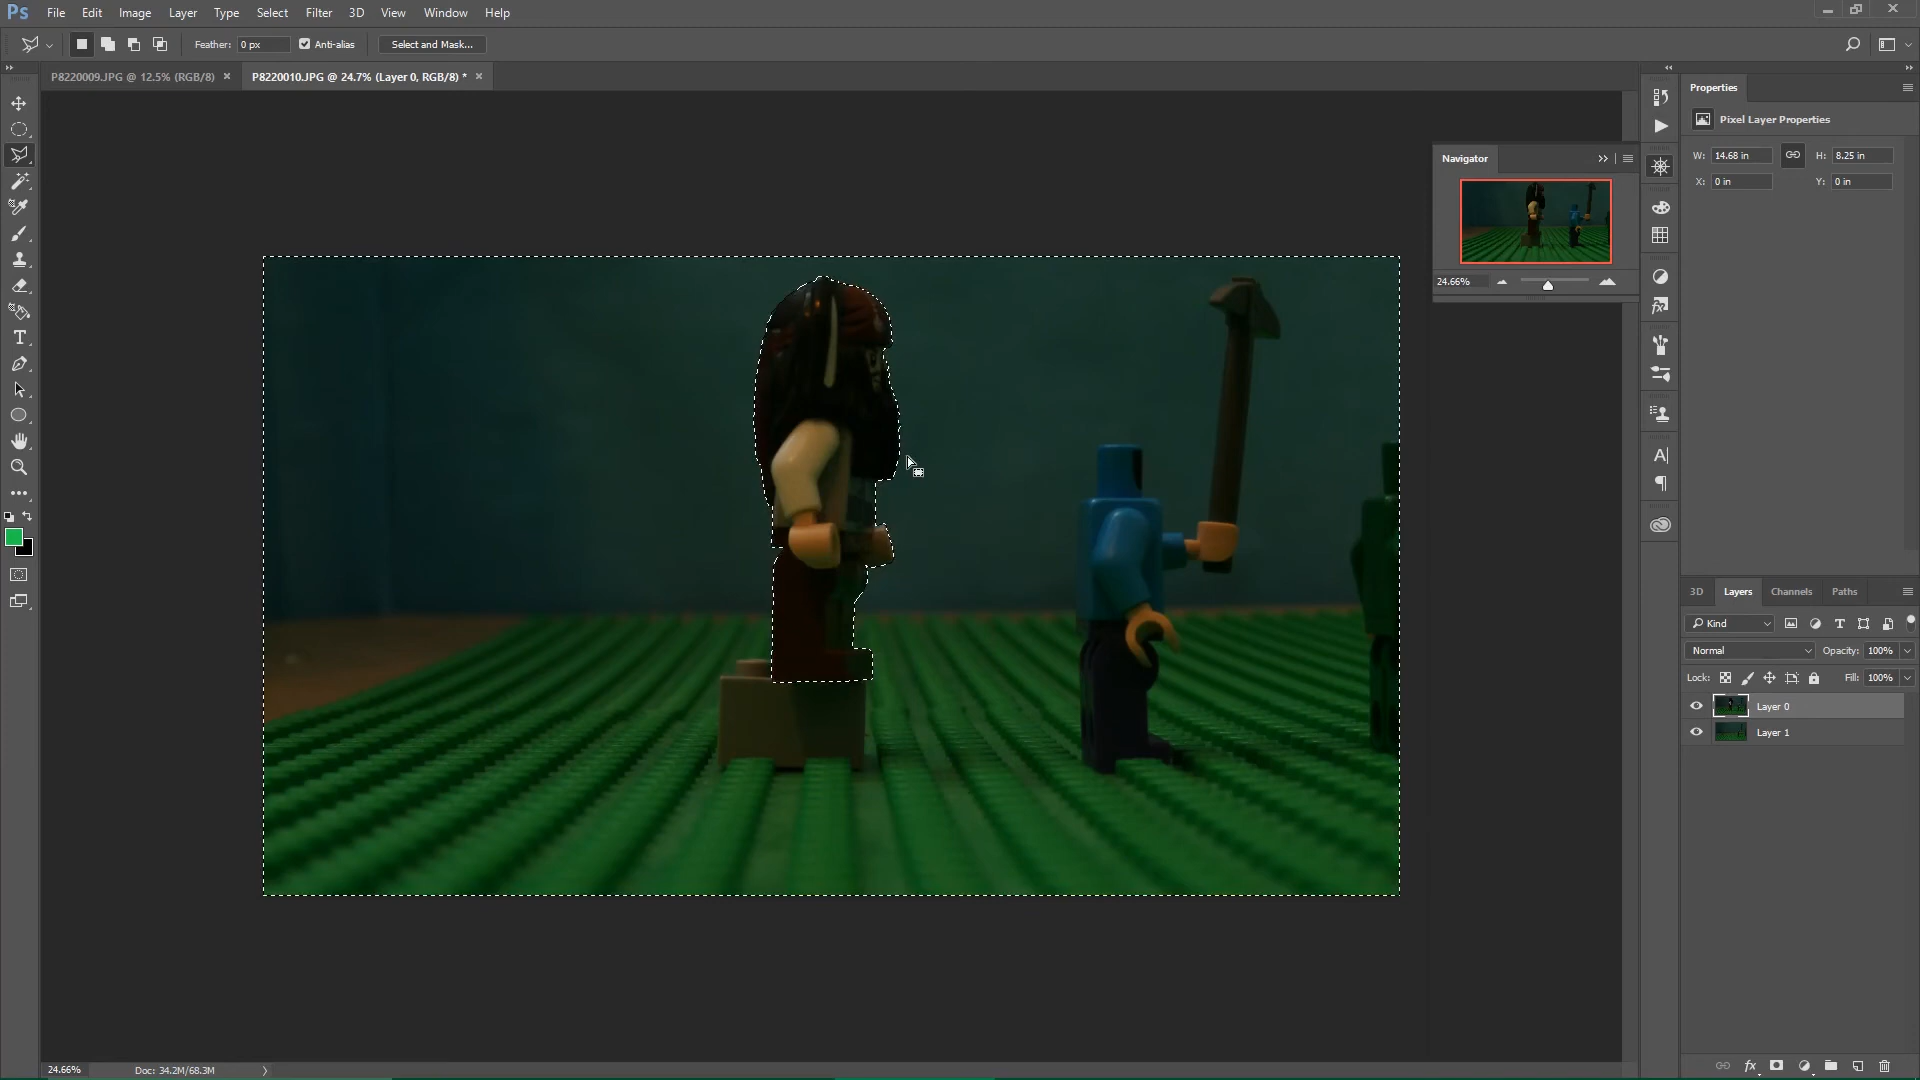 Ps File Edit Image Layer Type Select Filter 3D View Window Help
Feather: 0 px Anti-alias Select and Mask...
P8220009.JPG @ 12.5% (RGB/8) × P8220010.JPG @ 24.7% (Layer 0, RGB/8) * ×
Properties
Pixel Layer Properties
W: 14.68 in H: 8.25 in
X: 0 in Y: 0 in
Navigator
24.66%
3D Layers Channels Paths
Kind
Normal Opacity: 100%
Lock: Fill: 100%
Layer 0
Layer 1
24.66% Doc: 34.2M/68.3M